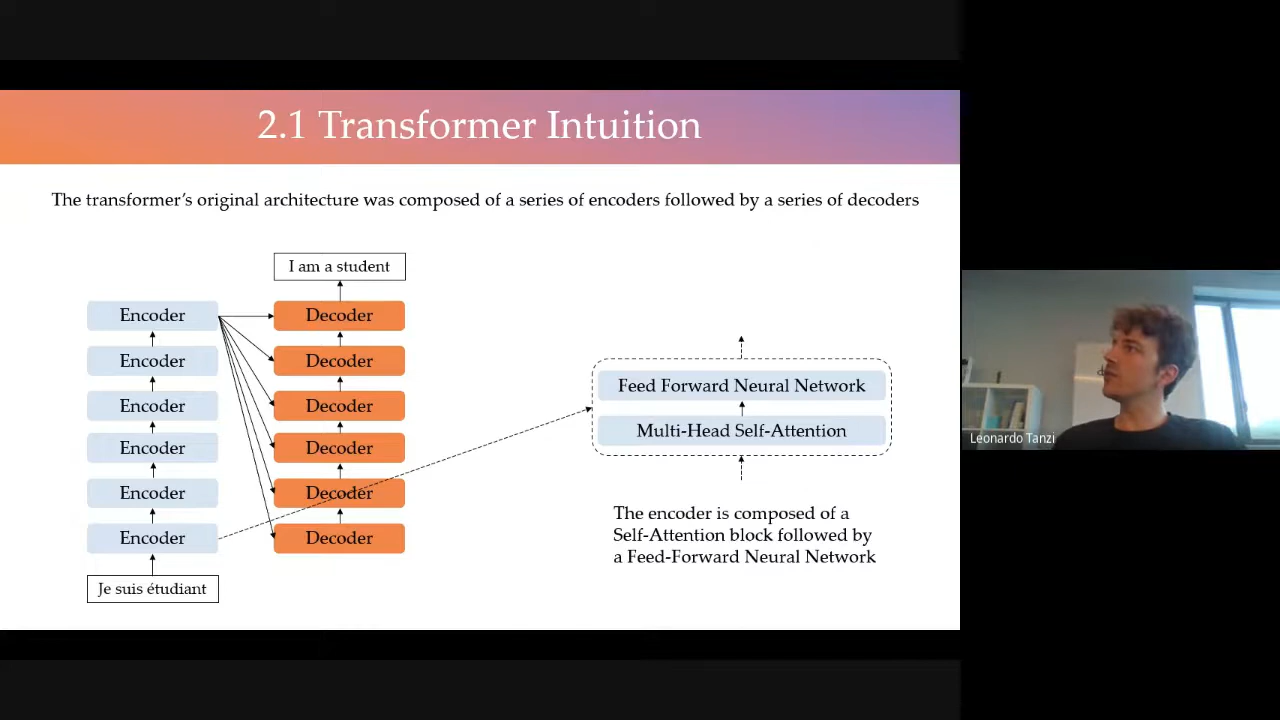 2.1 Transformer Intuition
The transformer's original architecture was composed of a series of encoders followed by a series of decoders
I am a student
Encoder
Decoder
Encoder
Decoder
Encoder
Decoder
Encoder
Decoder
Encoder
Decoder
Encoder
Decoder
Je suis étudiant
Feed Forward Neural Network
Multi-Head Self-Attention
The encoder is composed of a
Self-Attention block followed by
a Feed-Forward Neural Network
Leonardo Tanzi